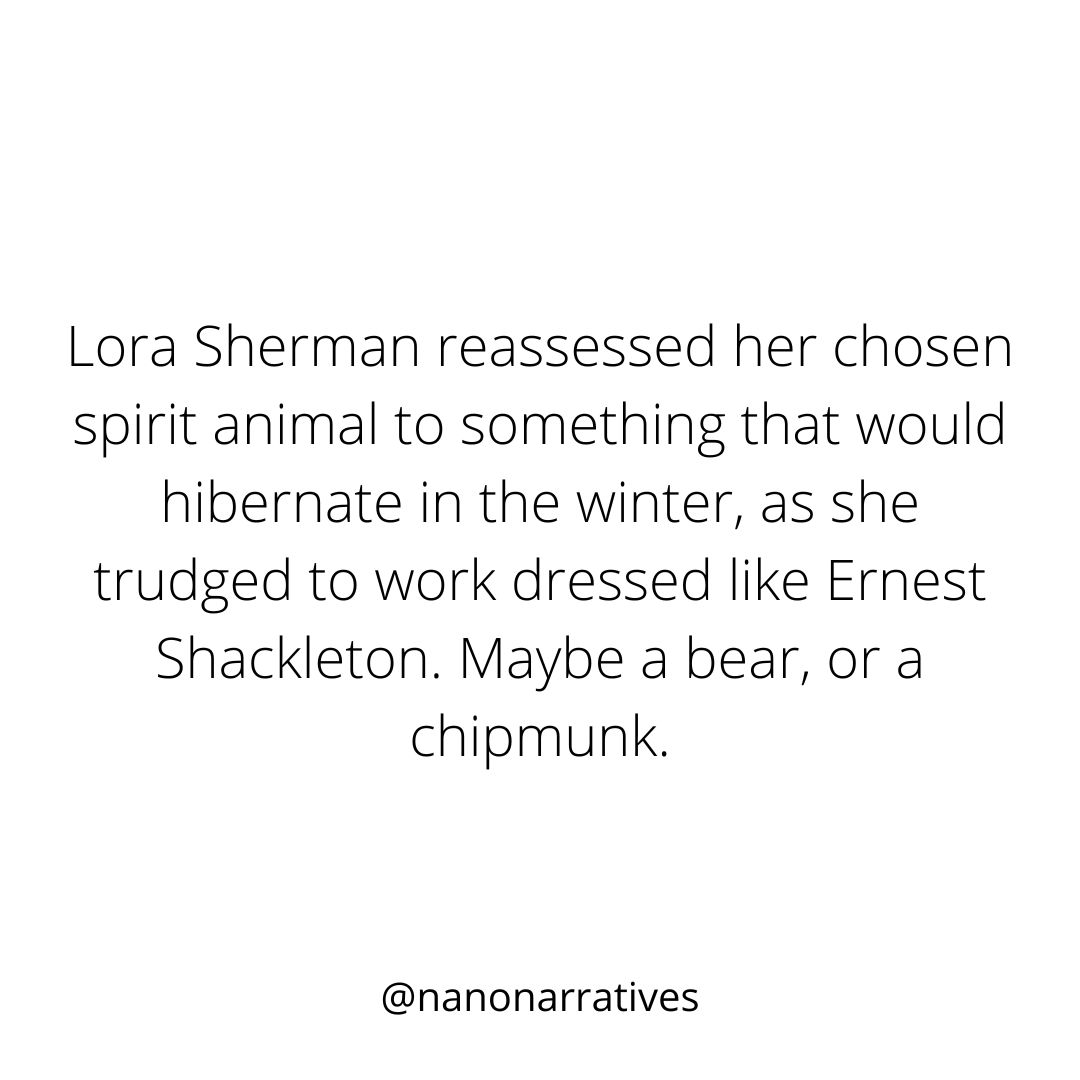 Lora Sherman reassessed her chosen
spirit animal to something that would
hibernate in the winter, as she
trudged to work dressed like Ernest
Shackleton. Maybe a bear, or a
chipmunk.
@nanonarratives